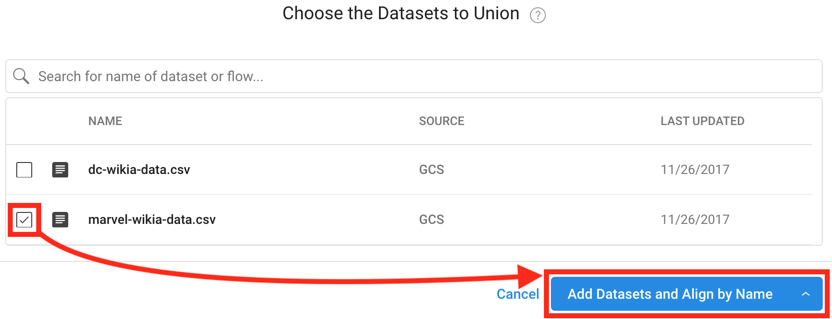 Choose the Datasets to Union ?
Search for name of dataset or flow...
NAME SOURCE LAST UPDATED
dc-wikia-data.csv GCS 11/26/2017
marvel-wikia-data.csv GCS 11/26/2017
Cancel Add Datasets and Align by Name